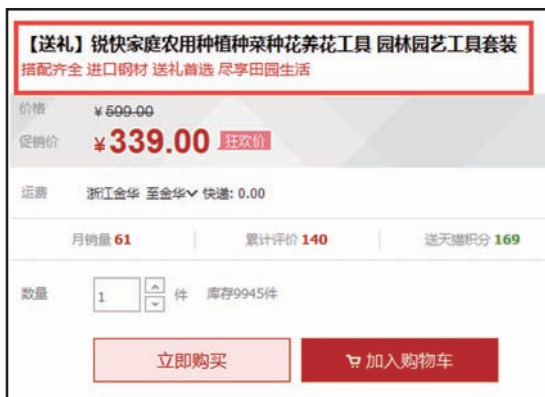 【送礼】锐快家庭农用种植种菜种花养花工具 园林园艺工具套装
搭配齐全 进口钢材 送礼首选 尽享田园生活
价格 ¥599.00
促销价 ¥339.00 狂欢价
运费 浙江金华 至金华 快递: 0.00
月销量 61 累计评价 140 送天猫积分 169
数量 1 件 库存9945件
立即购买 加入购物车